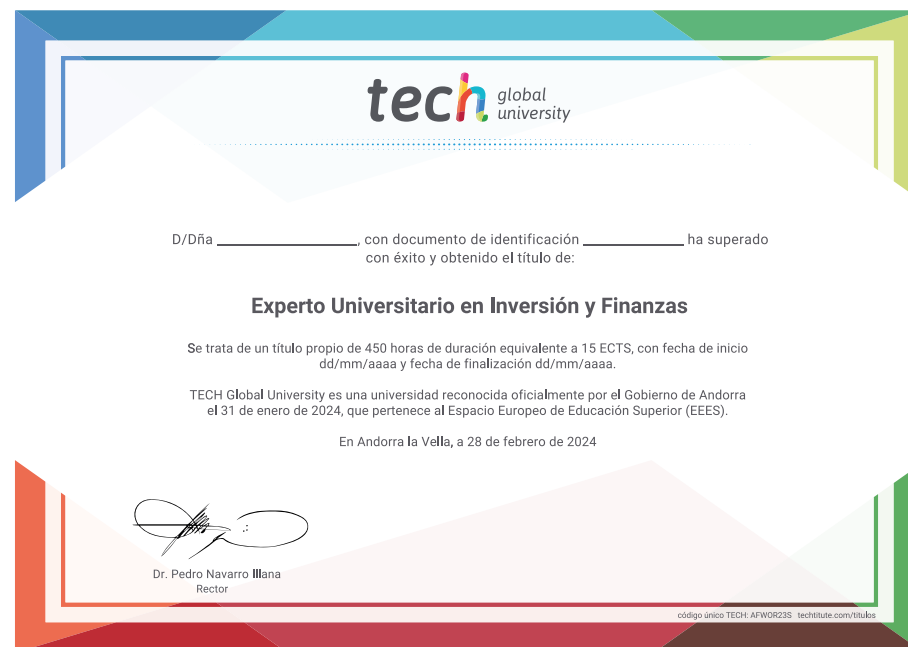 tech global university
D/Dña ____________________, con documento de identificación ______________ ha superado
con éxito y obtenido el título de:
Experto Universitario en Inversión y Finanzas
Se trata de un título propio de 450 horas de duración equivalente a 15 ECTS, con fecha de inicio
dd/mm/aaaa y fecha de finalización dd/mm/aaaa.
TECH Global University es una universidad reconocida oficialmente por el Gobierno de Andorra
el 31 de enero de 2024, que pertenece al Espacio Europeo de Educación Superior (EEES).
En Andorra la Vella, a 28 de febrero de 2024
Dr. Pedro Navarro Illana
Rector
código único TECH: AFWOR23S techtitute.com/titulos